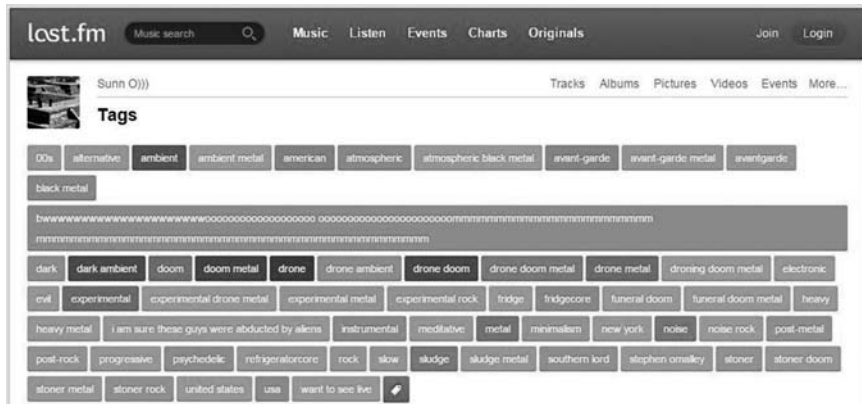 last.fm Music search Music Listen Events Charts Originals Join Login
Sunn O))) Tracks Albums Pictures Videos Events More...
Tags
00s alternative ambient ambient metal american atmospheric atmospheric black metal avant-garde avant-garde metal avantgarde
black metal
dark dark ambient doom doom metal drone drone ambient drone doom drone doom metal drone metal droning doom metal electronic
evil experimental experimental drone metal experimental metal experimental rock fridge fridgecore funeral doom funeral doom metal heavy
heavy metal i am sure these guys were abducted by aliens instrumental meditative metal minimalism new york noise noise rock post-metal
post-rock progressive psychedelic refrigeratorcore rock slow sludge sludge metal southern lord stephen omalley stoner stoner doom
stoner metal stoner rock united states usa want to see live